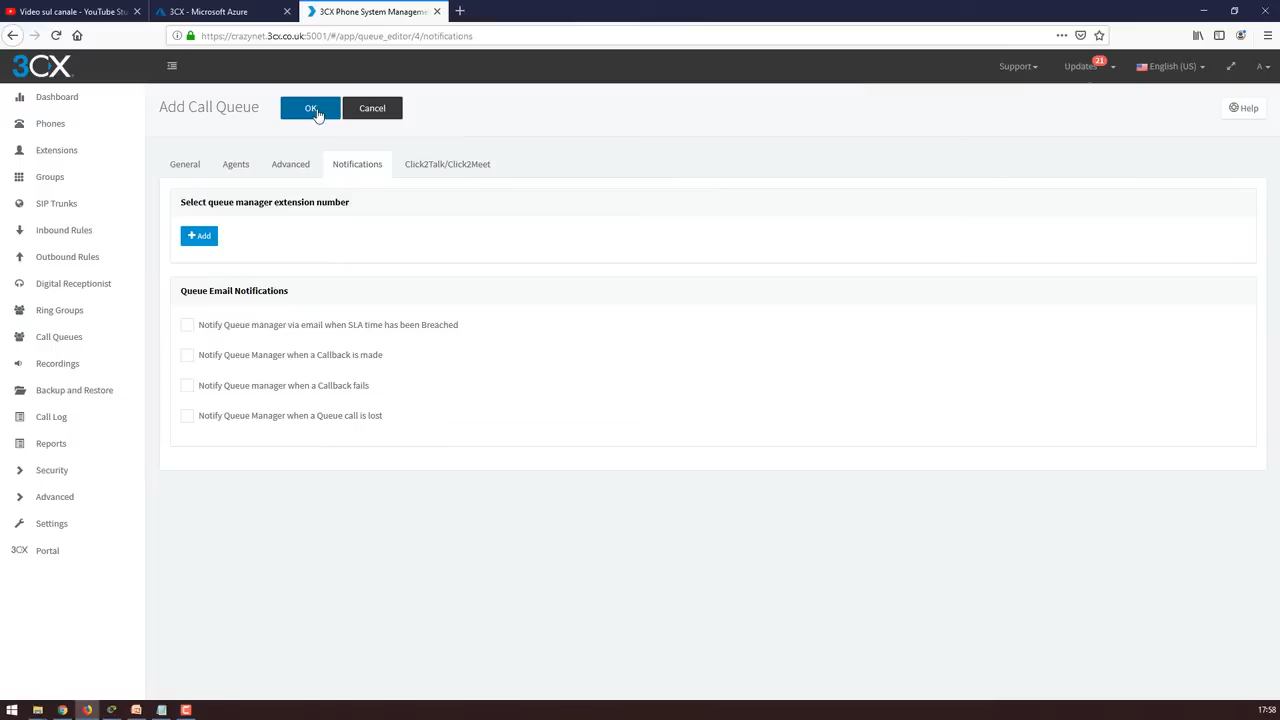 Video sul canale - YouTube Stu
3CX - Microsoft Azure
3CX Phone System Manageme
https://crazynet.3cx.co.uk:5001/#/app/queue_editor/4/notifications
3CX
Support
Updates
21
English (US)
A
Dashboard
Phones
Extensions
Groups
SIP Trunks
Inbound Rules
Outbound Rules
Digital Receptionist
Ring Groups
Call Queues
Recordings
Backup and Restore
Call Log
Reports
Security
Advanced
Settings
3CX Portal
Add Call Queue
OK
Cancel
Help
General
Agents
Advanced
Notifications
Click2Talk/Click2Meet
Select queue manager extension number
Add
Queue Email Notifications
Notify Queue manager via email when SLA time has been Breached
Notify Queue Manager when a Callback is made
Notify Queue manager when a Callback fails
Notify Queue Manager when a Queue call is lost
17:58